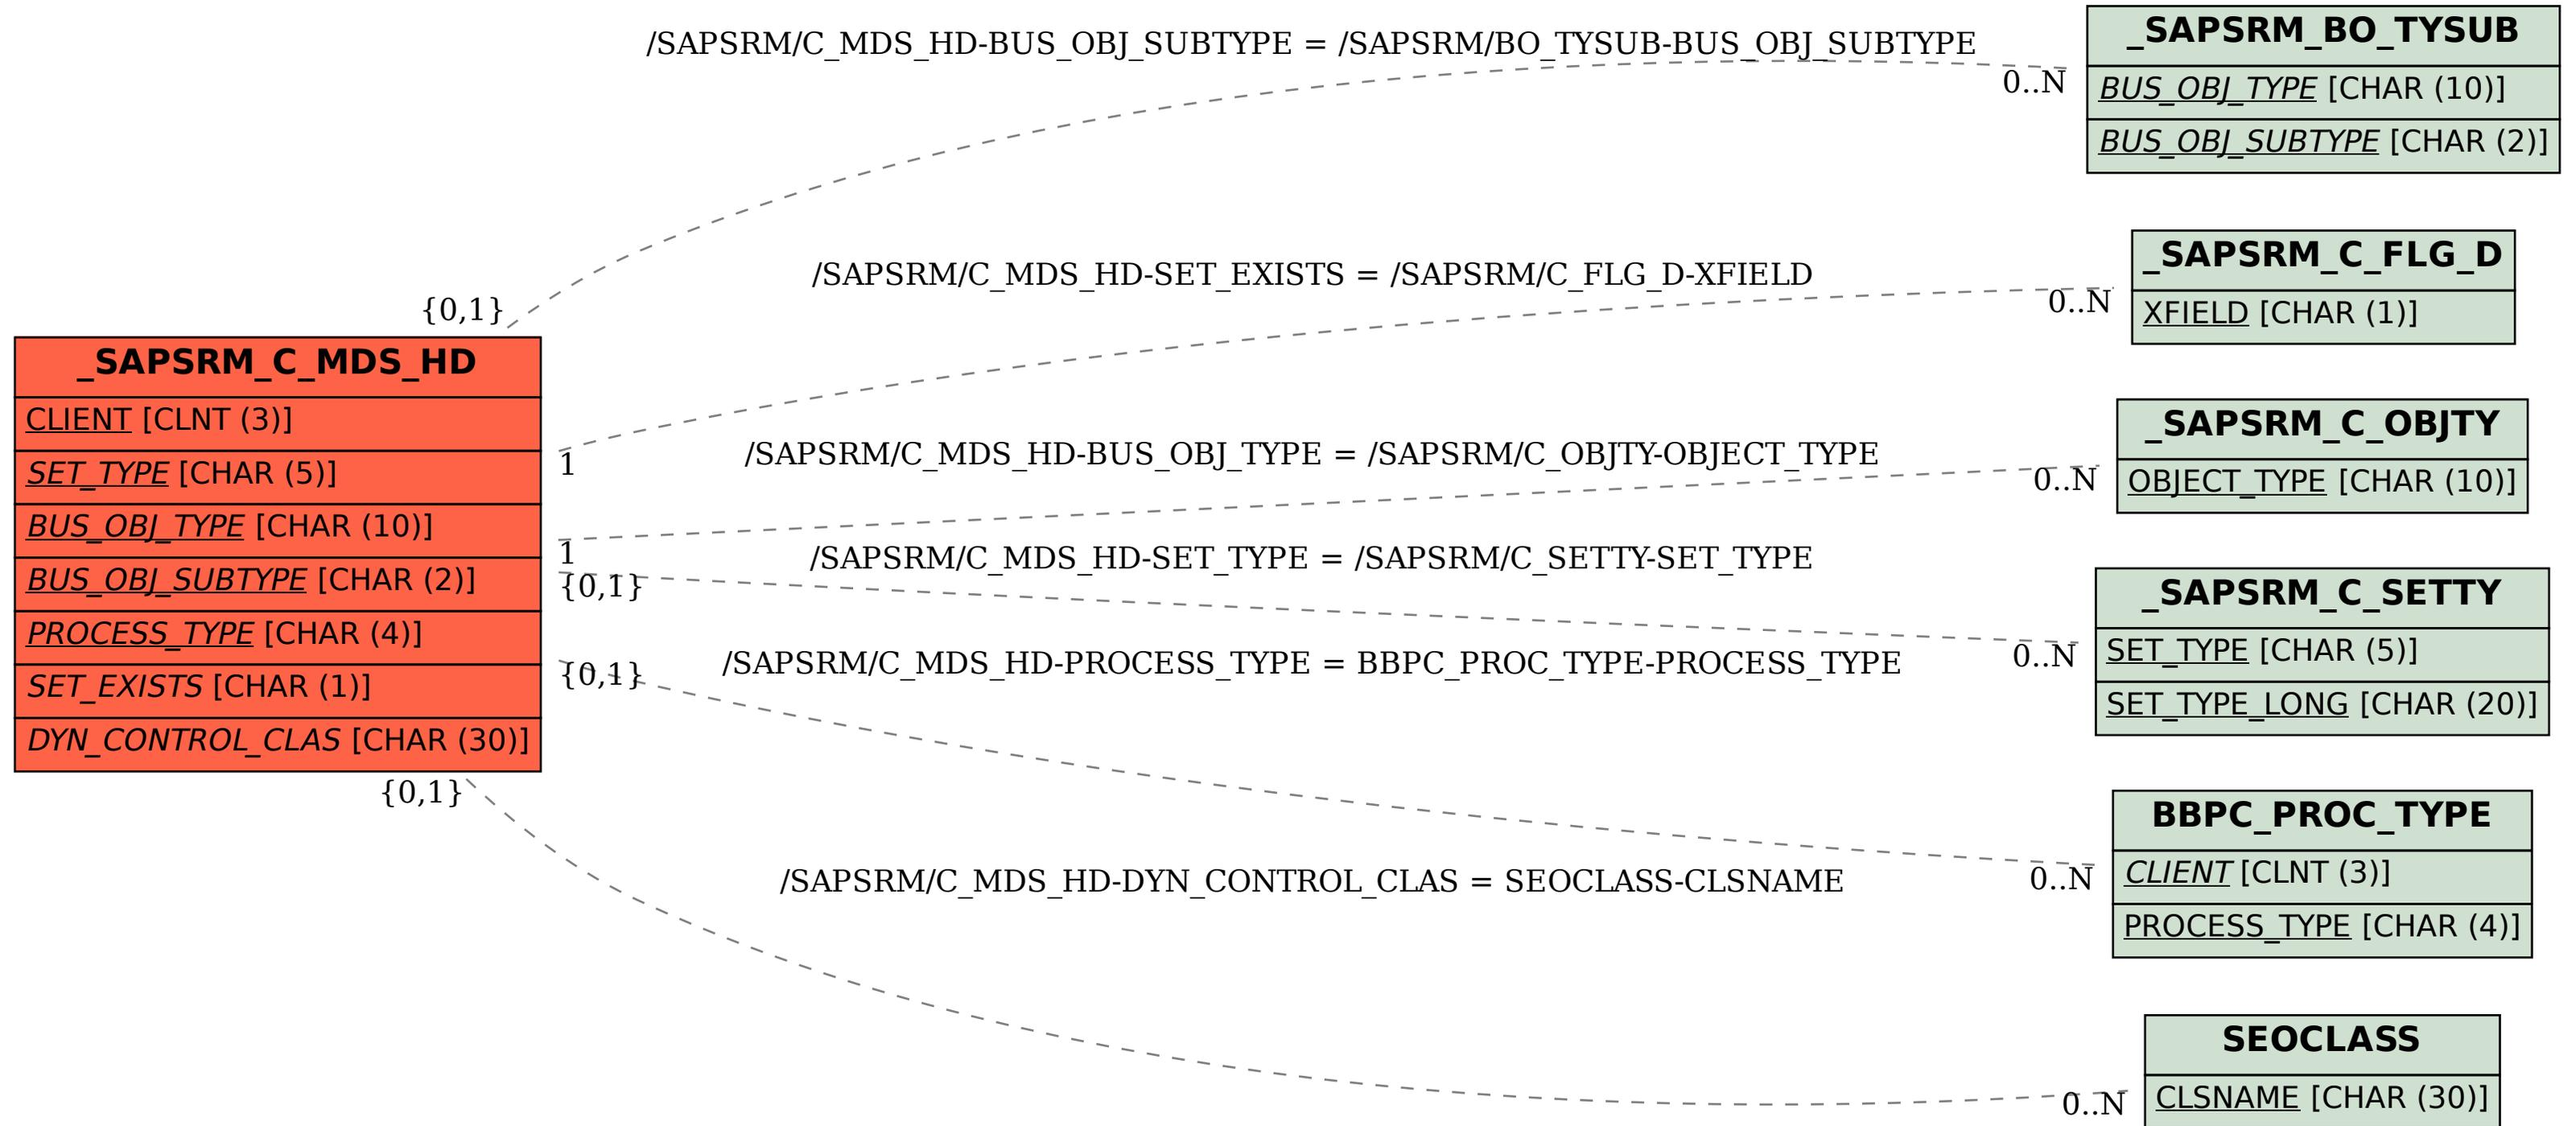 /SAPSRM/C_MDS_HD-BUS_OBJ_SUBTYPE = /SAPSRM/BO_TYSUB-BUS_OBJ_SUBTYPE
0..N
{0,1}
_SAPSRM_BO_TYSUB
BUS_OBJ_TYPE [CHAR (10)]
BUS_OBJ_SUBTYPE [CHAR (2)]
/SAPSRM/C_MDS_HD-SET_EXISTS = /SAPSRM/C_FLG_D-XFIELD
0..N
1
_SAPSRM_C_FLG_D
XFIELD [CHAR (1)]
_SAPSRM_C_MDS_HD
CLIENT [CLNT (3)]
SET_TYPE [CHAR (5)]
BUS_OBJ_TYPE [CHAR (10)]
BUS_OBJ_SUBTYPE [CHAR (2)]
PROCESS_TYPE [CHAR (4)]
SET_EXISTS [CHAR (1)]
DYN_CONTROL_CLAS [CHAR (30)]
/SAPSRM/C_MDS_HD-BUS_OBJ_TYPE = /SAPSRM/C_OBJTY-OBJECT_TYPE
0..N
1
_SAPSRM_C_OBJTY
OBJECT_TYPE [CHAR (10)]
/SAPSRM/C_MDS_HD-SET_TYPE = /SAPSRM/C_SETTY-SET_TYPE
0..N
{0,1}
_SAPSRM_C_SETTY
SET_TYPE [CHAR (5)]
SET_TYPE_LONG [CHAR (20)]
/SAPSRM/C_MDS_HD-PROCESS_TYPE = BBPC_PROC_TYPE-PROCESS_TYPE
0..N
{0,1}
BBPC_PROC_TYPE
CLIENT [CLNT (3)]
PROCESS_TYPE [CHAR (4)]
/SAPSRM/C_MDS_HD-DYN_CONTROL_CLAS = SEOCLASS-CLSNAME
0..N
{0,1}
SEOCLASS
CLSNAME [CHAR (30)]